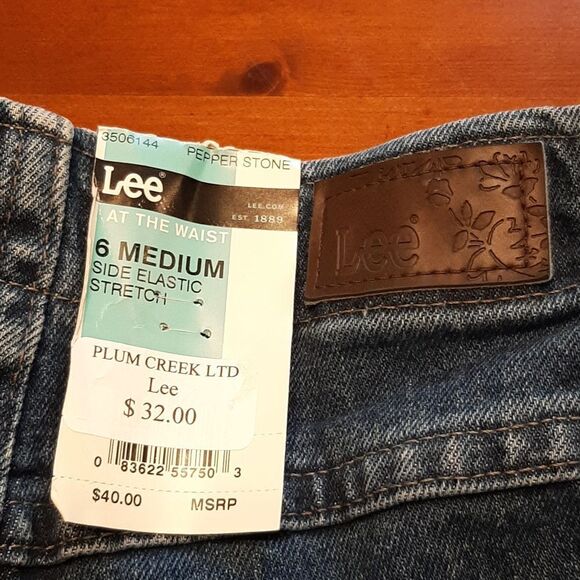 3506144 PEPPER STONE
Lee®
LEE.COM
EST. 1889
AT THE WAIST
6 MEDIUM
SIDE ELASTIC
STRETCH
PLUM CREEK LTD
Lee
$ 32.00
0 83622 55750 3
$40.00 MSRP
Lee®